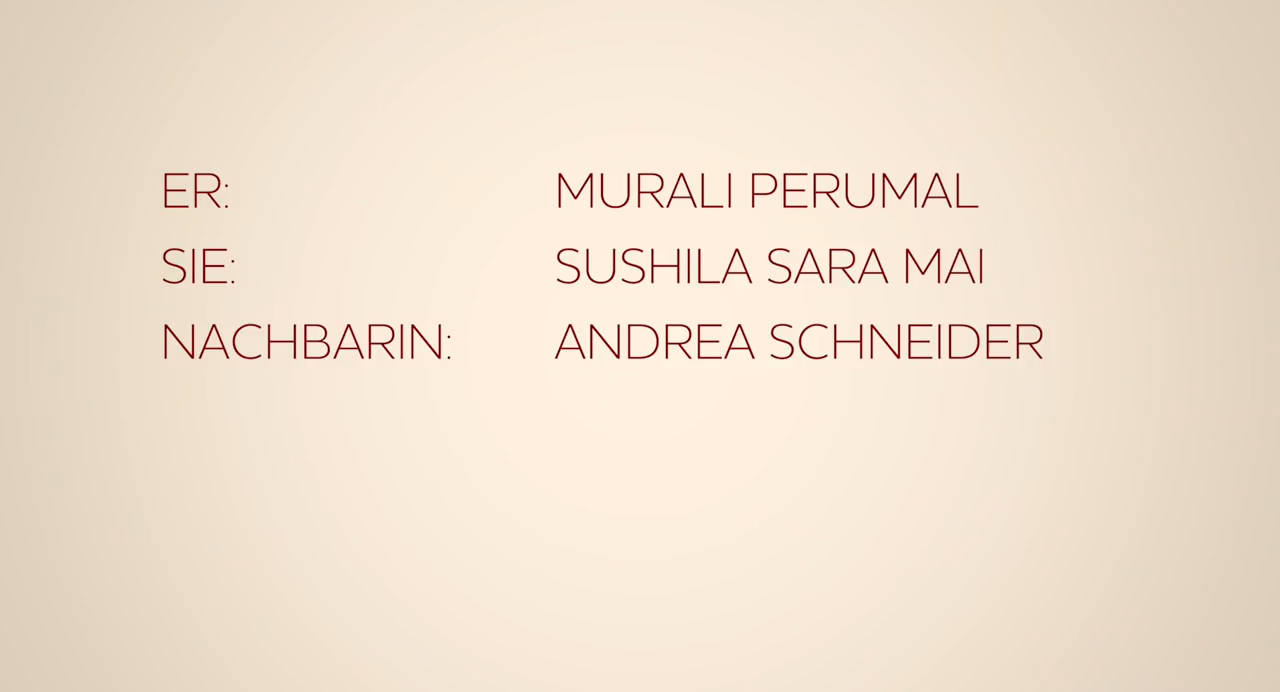 ER: MURALI PERUMAL
SIE: SUSHILA SARA MAI
NACHBARIN: ANDREA SCHNEIDER